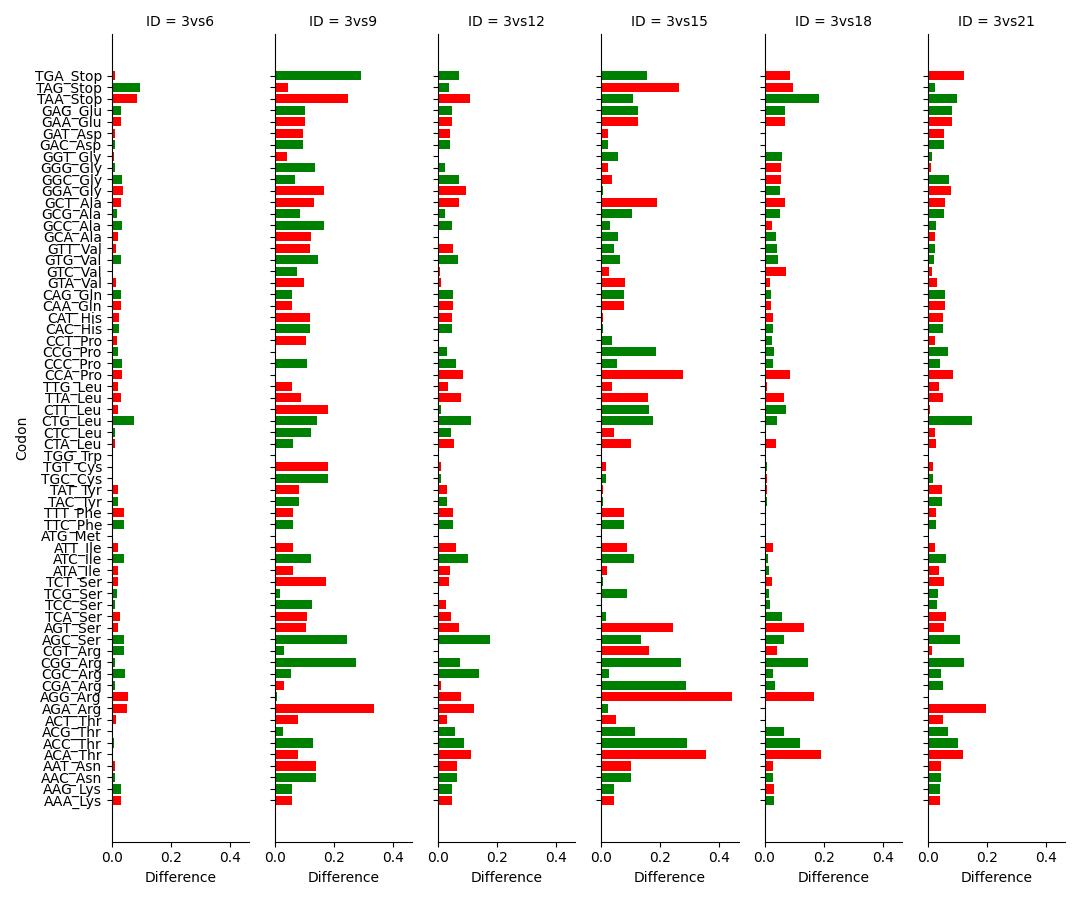 ID = 3vs6
ID = 3vs9
ID = 3vs12
ID = 3vs15
ID = 3vs18
ID = 3vs21
Codon
TGA_Stop
TAG_Stop
TAA_Stop
GAG_Glu
GAA_Glu
GAT_Asp
GAC_Asp
GGT_Gly
GGG_Gly
GGC_Gly
GGA_Gly
GCT_Ala
GCG_Ala
GCC_Ala
GCA_Ala
GTT_Val
GTG_Val
GTC_Val
GTA_Val
CAG_Gln
CAA_Gln
CAT_His
CAC_His
CCT_Pro
CCG_Pro
CCC_Pro
CCA_Pro
TTG_Leu
TTA_Leu
CTT_Leu
CTG_Leu
CTC_Leu
CTA_Leu
TGG_Trp
TGT_Cys
TGC_Cys
TAT_Tyr
TAC_Tyr
TTT_Phe
TTC_Phe
ATG_Met
ATT_Ile
ATC_Ile
ATA_Ile
TCT_Ser
TCG_Ser
TCC_Ser
TCA_Ser
AGT_Ser
AGC_Ser
CGT_Arg
CGG_Arg
CGC_Arg
CGA_Arg
AGG_Arg
AGA_Arg
ACT_Thr
ACG_Thr
ACC_Thr
ACA_Thr
AAT_Asn
AAC_Asn
AAG_Lys
AAA_Lys
0.0 0.2 0.4 0.0 0.2 0.4 0.0 0.2 0.4 0.0 0.2 0.4 0.0 0.2 0.4 0.0 0.2 0.4
Difference Difference Difference Difference Difference Difference